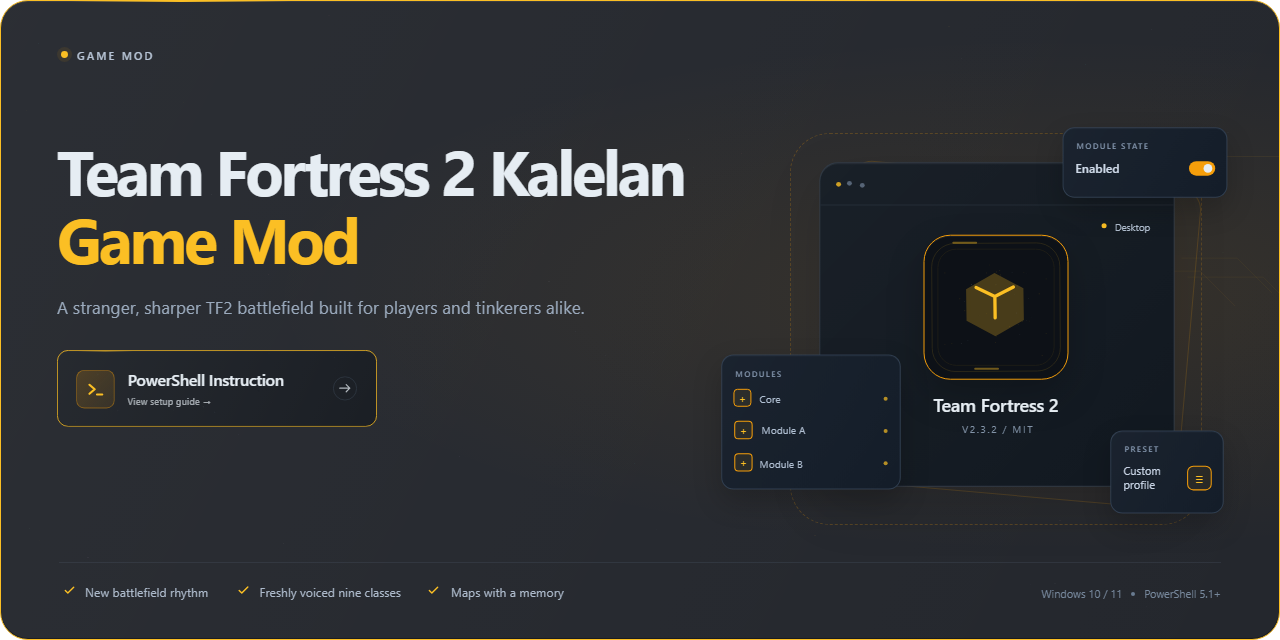 GAME MOD
Team Fortress 2 Kalelan
Game Mod
A stranger, sharper TF2 battlefield built for players and tinkerers alike.
PowerShell Instruction
View setup guide →
MODULE STATE
Enabled
Desktop
MODULES
Core
Module A
Module B
Team Fortress 2
V2.3.2 / MIT
PRESET
Custom
profile
New battlefield rhythm
Freshly voiced nine classes
Maps with a memory
Windows 10 / 11 • PowerShell 5.1+